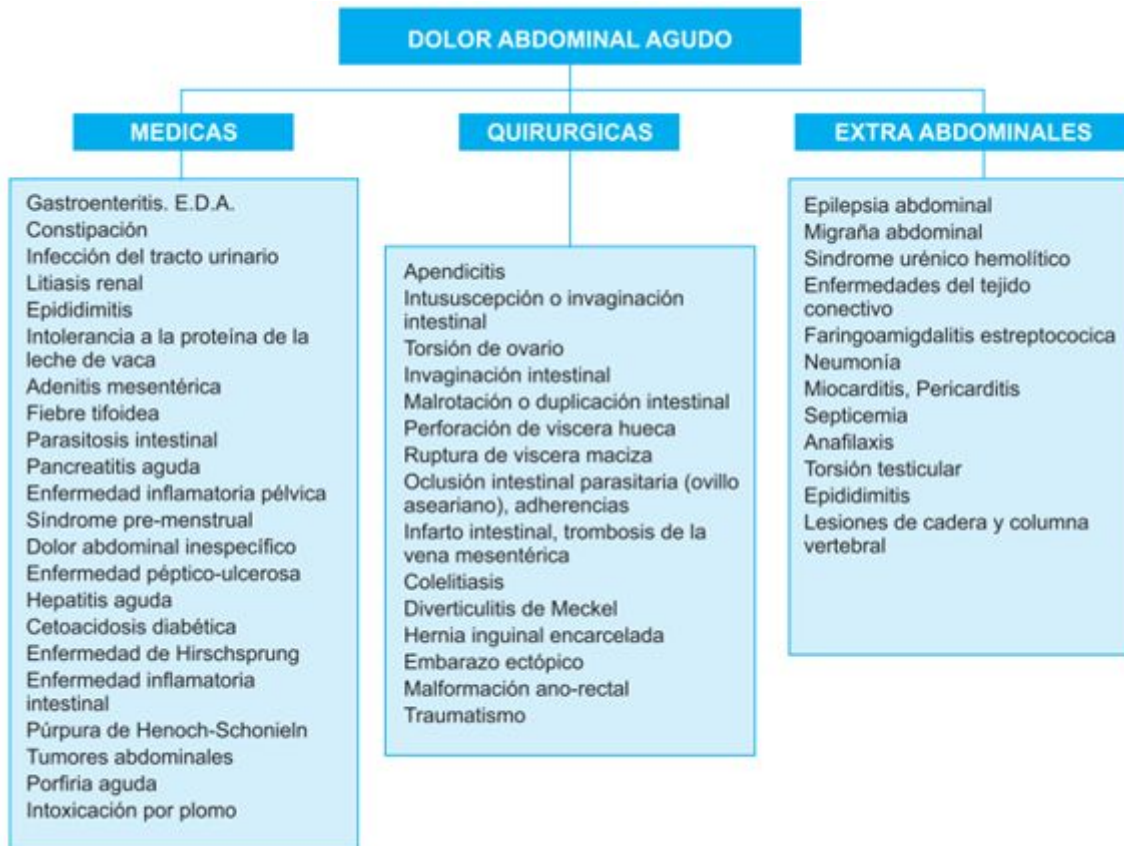 DOLOR ABDOMINAL AGUDO
MEDICAS
Gastroenteritis. E.D.A.
Constipación
Infección del tracto urinario
Litiasis renal
Epididimitis
Intolerancia a la proteína de la
leche de vaca
Adenitis mesentérica
Fiebre tifoidea
Parasitosis intestinal
Pancreatitis aguda
Enfermedad inflamatoria pélvica
Síndrome pre-menstrual
Dolor abdominal inespecífico
Enfermedad péptico-ulcerosa
Hepatitis aguda
Cetoacidosis diabética
Enfermedad de Hirschsprung
Enfermedad inflamatoria
intestinal
Púrpura de Henoch-Schonieln
Tumores abdominales
Porfiria aguda
Intoxicación por plomo
QUIRURGICAS
Apendicitis
Intususcepción o invaginación
intestinal
Torsión de ovario
Invaginación intestinal
Malrotación o duplicación intestinal
Perforación de viscera hueca
Ruptura de viscera maciza
Oclusión intestinal parasitaria (ovillo
aseariano), adherencias
Infarto intestinal, trombosis de la
vena mesentérica
Colelitiasis
Diverticulitis de Meckel
Hernia inguinal encarcelada
Embarazo ectópico
Malformación ano-rectal
Traumatismo
EXTRA ABDOMINALES
Epilepsia abdominal
Migraña abdominal
Sindrome urénico hemolítico
Enfermedades del tejido
conectivo
Faringoamigdalitis estreptococica
Neumonía
Miocarditis, Pericarditis
Septicemia
Anafilaxis
Torsión testicular
Epididimitis
Lesiones de cadera y columna
vertebral